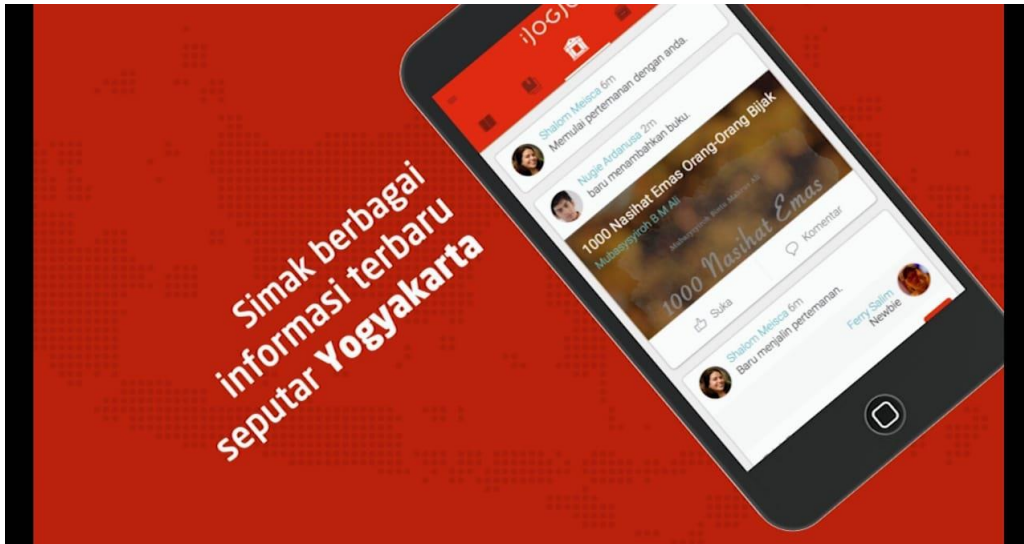 Simak berbagai
informasi terbaru
seputar Yogyakarta
Shalom Meisca 6m
Memulai pertemanan dengan anda.
Nugie Ardanusa 2m
baru menambahkan buku.
1000 Nasihat Emas Orang-Orang Bijak
Mubasysyiroh B.M Ali
1000 Nasihat Emas
Suka
Komentar
Shalom Meisca 6m
Baru menjalin pertemanan.
Ferry Salim
Newbie